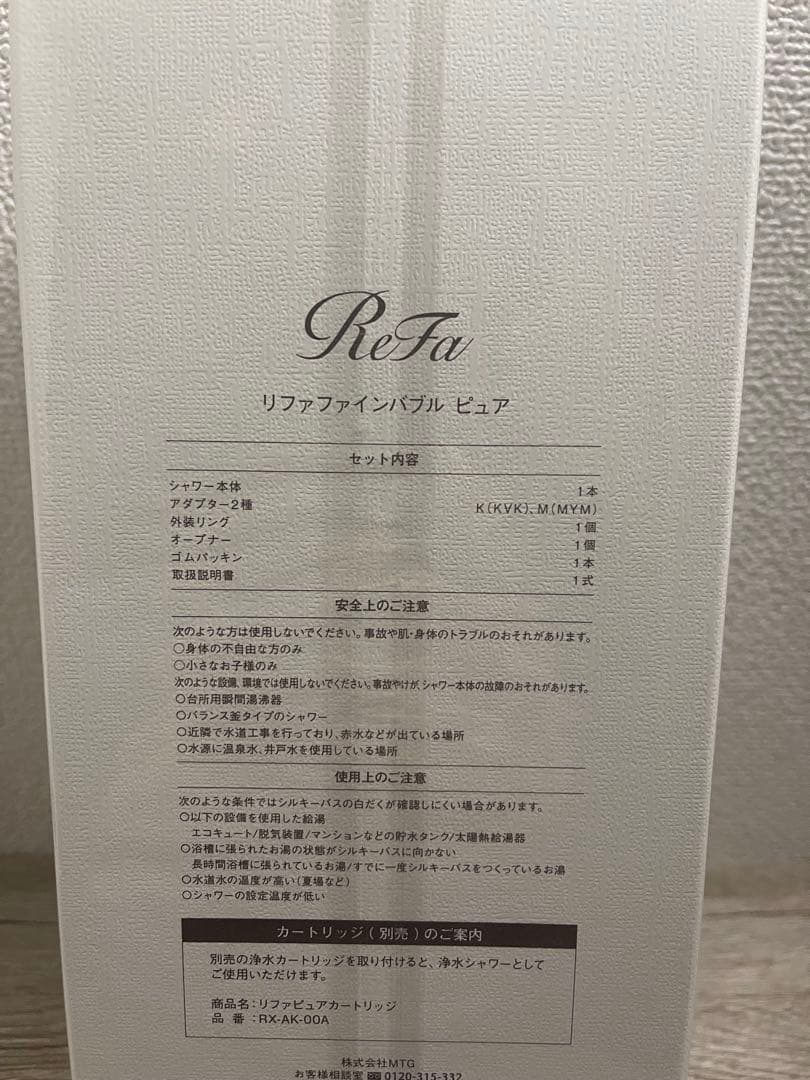 ReFa
リファファインバブル ピュア
セット内容
シャワー本体 1本
アダプター2種 K(KVK)、M(MYM)
外装リング 1個
オープナー 1個
ゴムパッキン 1本
取扱説明書 1式
安全上のご注意
次のような方は使用しないでください。事故や肌・身体のトラブルのおそれがあります。
○身体の不自由な方のみ
○小さなお子様のみ
次のような設備、環境では使用しないでください。事故やけが、シャワー本体の故障のおそれがあります。
○台所用瞬間湯沸器
○バランス釜タイプのシャワー
○近隣で水道工事を行っており、赤水などが出ている場所
○水源に温泉水、井戸水を使用している場所
使用上のご注意
次のような条件ではシルキーバスの白だくが確認しにくい場合があります。
○以下の設備を使用した給湯
エコキュート/脱気装置/マンションなどの貯水タンク/太陽熱給湯器
○浴槽に張られたお湯の状態がシルキーバスに向かない
長時間浴槽に張られているお湯/すでに一度シルキーバスをつくっているお湯
○水道水の温度が高い(夏場など)
○シャワーの設定温度が低い
カートリッジ(別売)のご案内
別売の浄水カートリッジを取り付けると、浄水シャワーとして
ご使用いただけます。
商品名:リファピュアカートリッジ
品 番:RX-AK-00A
株式会社MTG
お客様相談室 0120-315-332